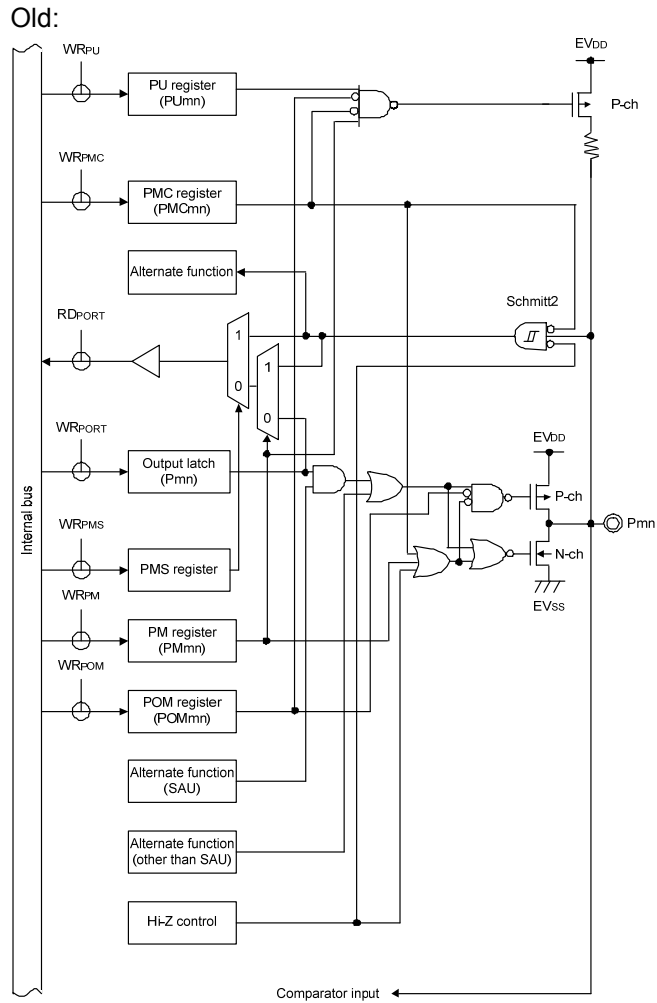 Old:
WRPU
EVDD
PU register
(PUmn)
P-ch
WRPMC
PMC register
(PMCmn)
Alternate function
Schmitt2
RDPORT
1
0
1
0
WRPORT
EVDD
Output latch
(Pmn)
P-ch
Internal bus
Pmn
WRPMS
N-ch
PMS register
EVSS
WRPM
PM register
(PMmn)
WRPOM
POM register
(POMmn)
Alternate function
(SAU)
Alternate function
(other than SAU)
Hi-Z control
Comparator input